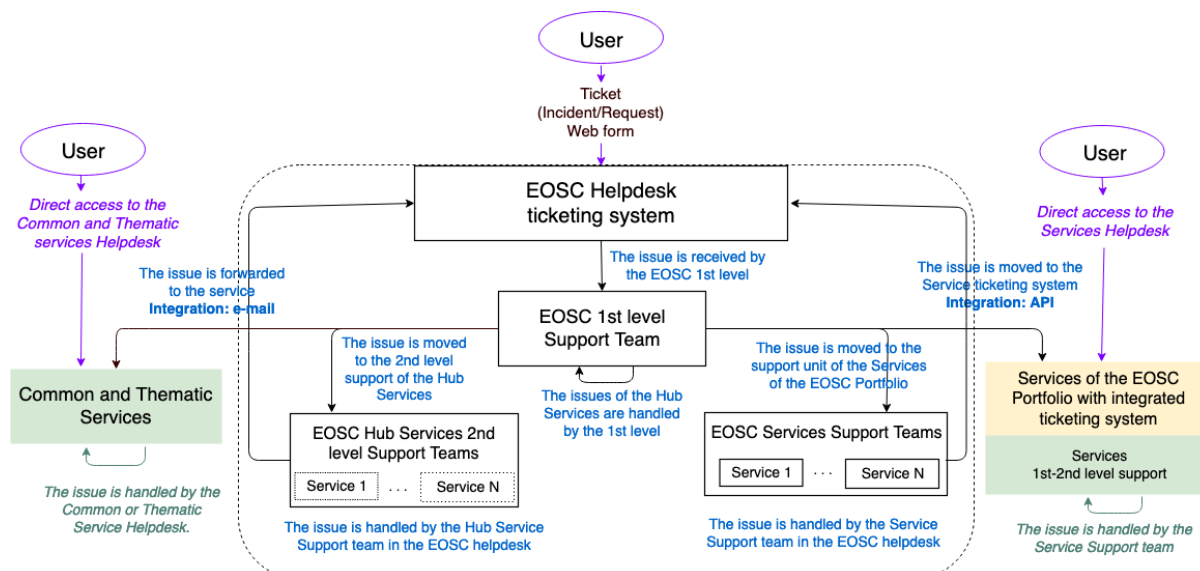 User
Ticket
(Incident/Request)
Web form
User
Direct access to the
Common and Thematic
services Helpdesk
User
Direct access to the
Services Helpdesk
EOSC Helpdesk
ticketing system
The issue is received by
the EOSC 1st level
The issue is forwarded
to the service
Integration: e-mail
The issue is moved to the
Service ticketing system
Integration: API
EOSC 1st level
Support Team
The issue is moved
to the 2nd level
support of the Hub
Services
The issues of the Hub
Services are handled
by the 1st level
The issue is moved to the
support unit of the Services
of the EOSC Portfolio
Common and Thematic
Services
The issue is handled by the
Common or Thematic
Service Helpdesk.
EOSC Hub Services 2nd
level Support Teams
Service 1 . . . Service N
The issue is handled by the Hub Service
Support team in the EOSC helpdesk
EOSC Services Support Teams
Service 1 . . . Service N
The issue is handled by the Service
Support team in the EOSC helpdesk
Services of the EOSC
Portfolio with integrated
ticketing system
Services
1st-2nd level support
The issue is handled by the
Service Support team